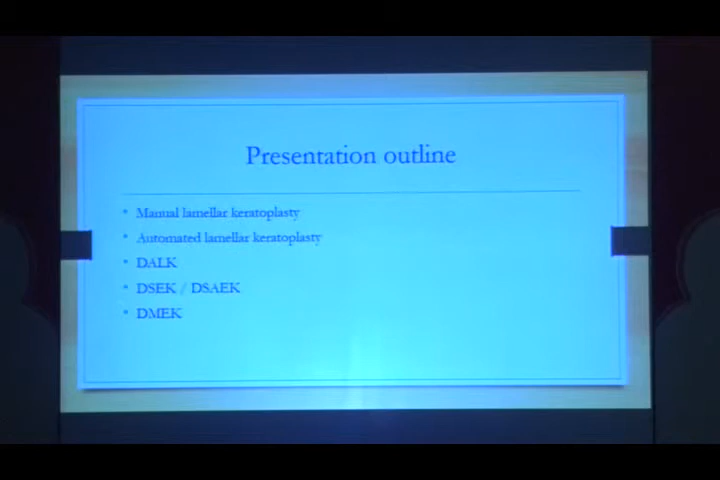 Presentation outline
• Manual lamellar keratoplasty
• Automated lamellar keratoplasty
• DALK
• DSEK / DSAEK
• DMEK